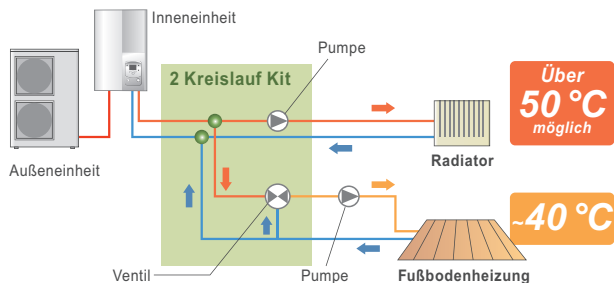 Inneneinheit
Pumpe
2 Kreislauf Kit
Über
50 °C
möglich
Außeneinheit
Radiator
~40 °C
Ventil
Pumpe
Fußbodenheizung